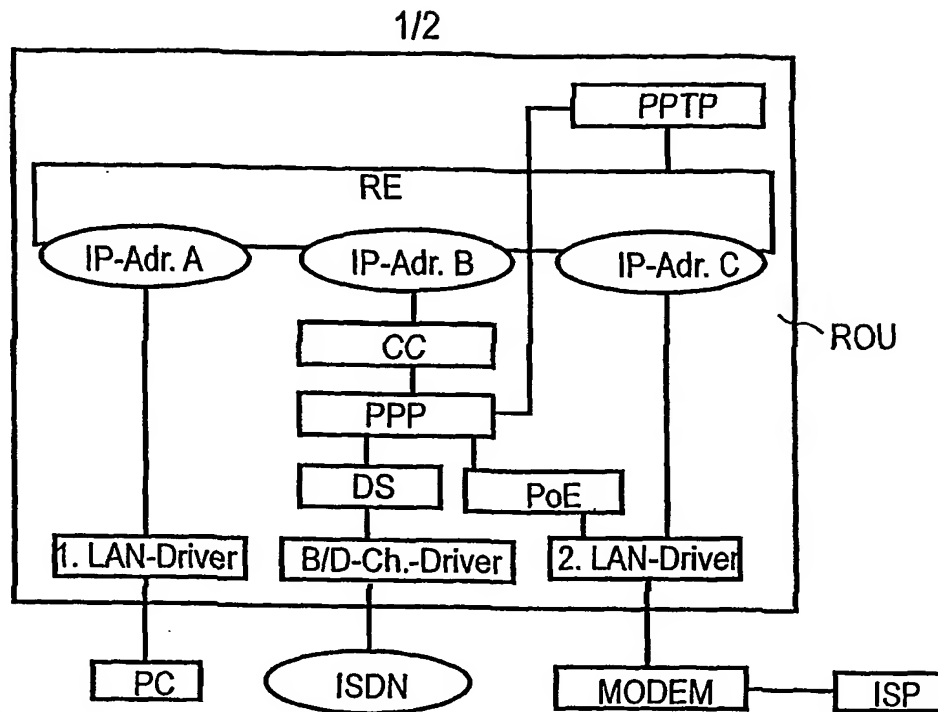 1/2
PPTP
RE
IP-Adr. A
IP-Adr. B
IP-Adr. C
ROU
CC
PPP
DS
PoE
1. LAN-Driver
B/D-Ch.-Driver
2. LAN-Driver
PC
ISDN
MODEM
ISP